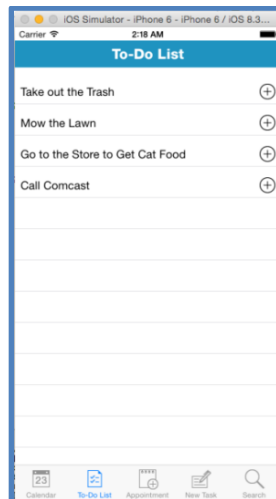 iOS Simulator - iPhone 6 - iPhone 6 / iOS 8.3...
Carrier 2:18 AM
To-Do List
Take out the Trash
Mow the Lawn
Go to the Store to Get Cat Food
Call Comcast
23
Calendar To-Do List Appointment New Task Search